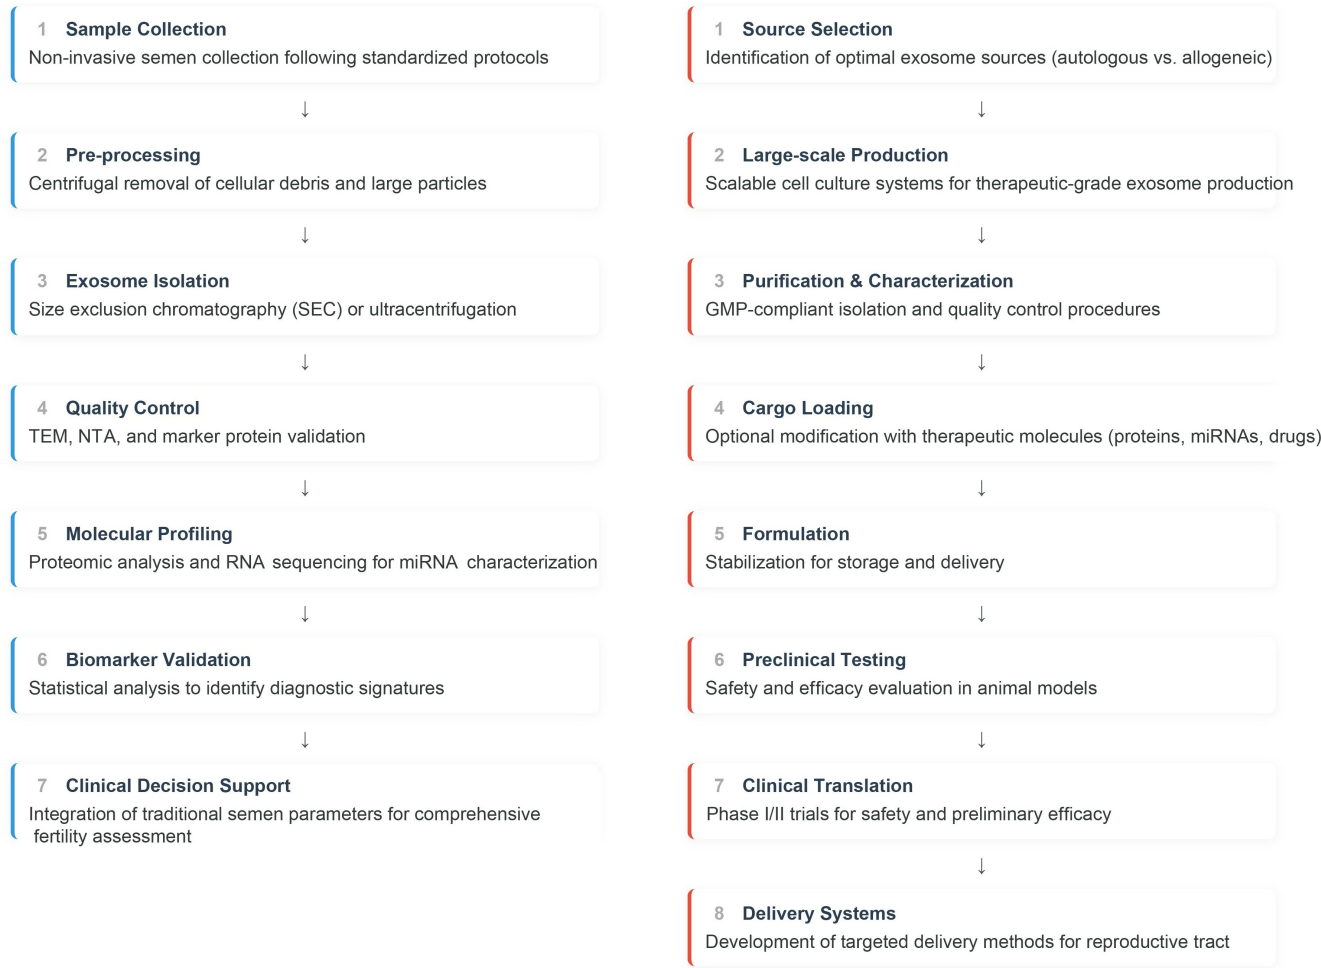 1 Sample Collection
Non-invasive semen collection following standardized protocols
↓
2 Pre-processing
Centrifugal removal of cellular debris and large particles
↓
3 Exosome Isolation
Size exclusion chromatography (SEC) or ultracentrifugation
↓
4 Quality Control
TEM, NTA, and marker protein validation
↓
5 Molecular Profiling
Proteomic analysis and RNA sequencing for miRNA characterization
↓
6 Biomarker Validation
Statistical analysis to identify diagnostic signatures
↓
7 Clinical Decision Support
Integration of traditional semen parameters for comprehensive
fertility assessment
1 Source Selection
Identification of optimal exosome sources (autologous vs. allogeneic)
↓
2 Large-scale Production
Scalable cell culture systems for therapeutic-grade exosome production
↓
3 Purification & Characterization
GMP-compliant isolation and quality control procedures
↓
4 Cargo Loading
Optional modification with therapeutic molecules (proteins, miRNAs, drugs)
↓
5 Formulation
Stabilization for storage and delivery
↓
6 Preclinical Testing
Safety and efficacy evaluation in animal models
↓
7 Clinical Translation
Phase I/II trials for safety and preliminary efficacy
↓
8 Delivery Systems
Development of targeted delivery methods for reproductive tract